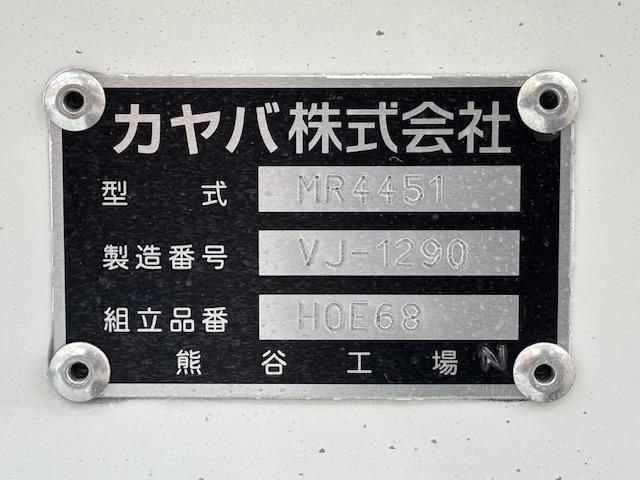 カヤバ株式会社
型式 MR4451
製造番号 VJ-1290
組立品番 H0E68
熊谷工場 N